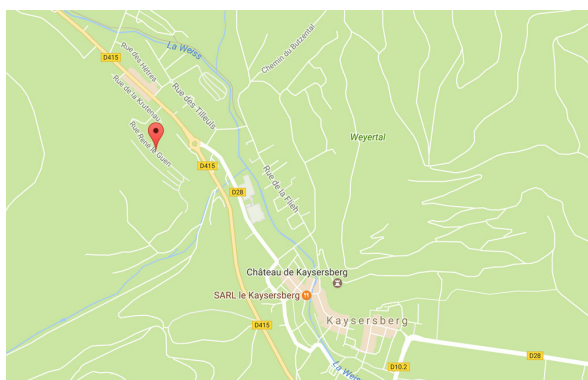 La Weiss
D415
Rue des Hêtres
Chemin du Butzental
Rue de la Krutenau
Rue des Tilleuls
Rue René le Guen
Weyertal
D415
Rue de la Flieh
D28
Château de Kaysersberg
SARL le Kaysersberg
Kaysersberg
D415
D28
La Weiss
D10.2